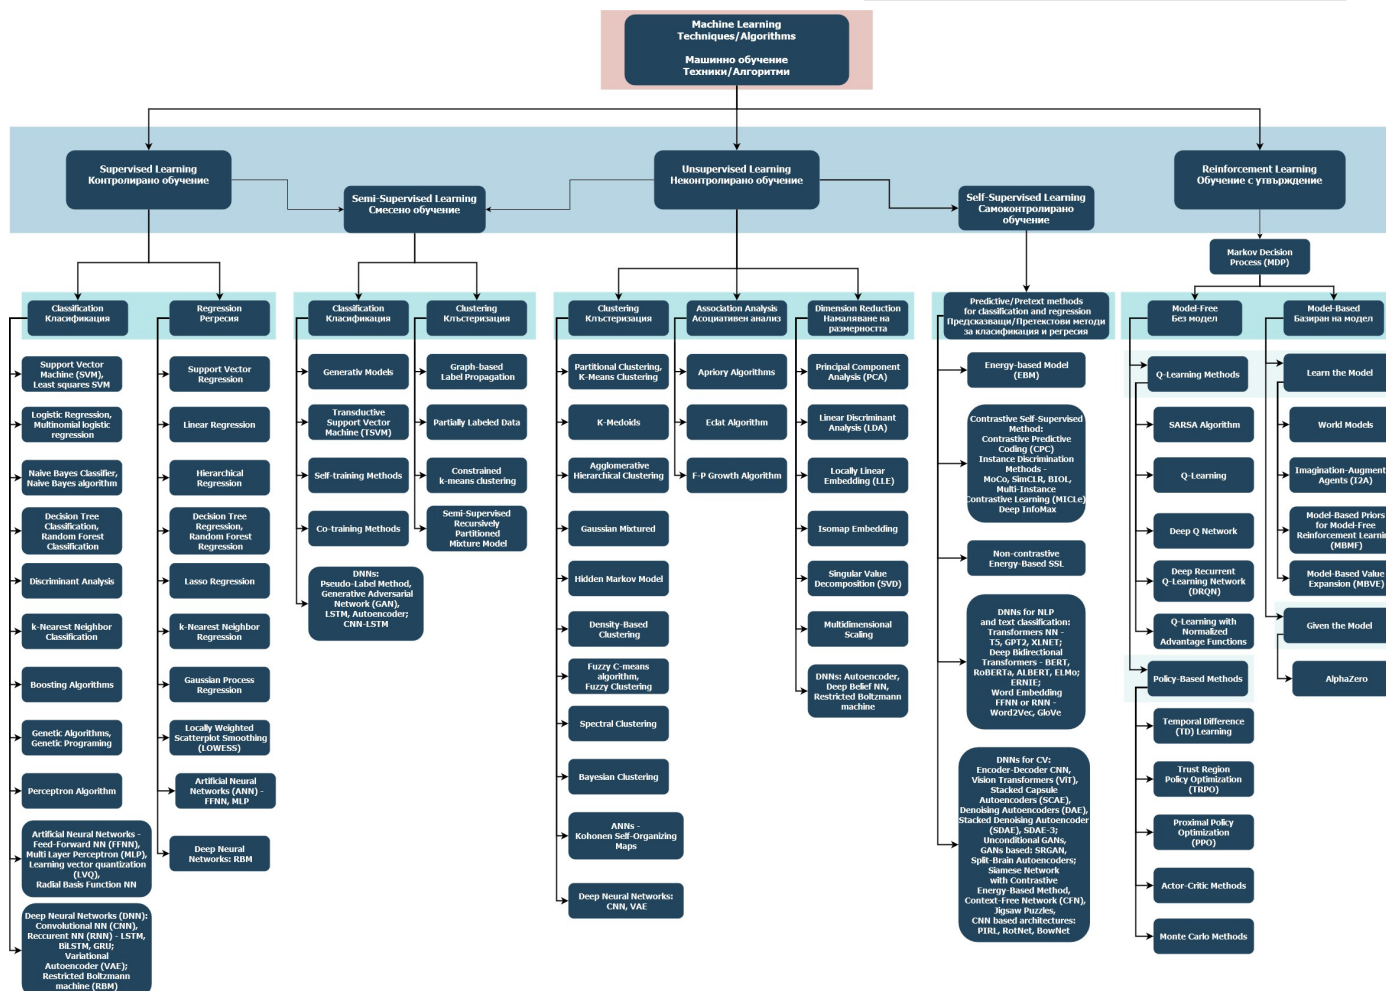 Machine Learning
Techniques/Algorithms
Машинно обучение
Техники/Алгоритми
Supervised Learning
Контролирано обучение
Unsupervised Learning
Неконтролирано обучение
Reinforcement Learning
Обучение с утвърждение
Semi-Supervised Learning
Смесено обучение
Self-Supervised Learning
Самоконтролирано
обучение
Markov Decision
Process (MDP)
Classification
Класификация
Support Vector
Machine (SVM),
Least squares SVM
Logistic Regression,
Multinomial logistic
regression
Naive Bayes Classifier,
Naive Bayes algorithm
Decision Tree
Classification,
Random Forest
Classification
Discriminant Analysis
k-Nearest Neighbor
Classification
Boosting Algorithms
Genetic Algorithms,
Genetic Programing
Perceptron Algorithm
Artificial Neural Networks -
Feed-Forward NN (FFNN),
Multi Layer Perceptron (MLP),
Learning vector quantization
(LVQ),
Radial Basis Function NN
Deep Neural Networks (DNN):
Convolutional NN (CNN),
Reccurent NN (RNN) - LSTM,
BiLSTM, GRU;
Variational
Autoencoder (VAE);
Restricted Boltzmann
machine (RBM)
Regression
Регресия
Support Vector
Regression
Linear Regression
Hierarchical
Regression
Decision Tree
Regression,
Random Forest
Regression
Lasso Regression
k-Nearest Neighbor
Regression
Gaussian Process
Regression
Locally Weighted
Scatterplot Smoothing
(LOWESS)
Artificial Neural
Networks (ANN) -
FFNN, MLP
Deep Neural
Networks: RBM
Classification
Класификация
Generativ Models
Transductive
Support Vector
Machine (TSVM)
Self-training Methods
Co-training Methods
DNNs:
Pseudo-Label Method,
Generative Adversarial
Network (GAN),
LSTM, Autoencoder;
CNN-LSTM
Clustering
Клъстеризация
Graph-based
Label Propagation
Partially Labeled Data
Constrained
k-means clustering
Semi-Supervised
Recursively
Partitioned
Mixture Model
Clustering
Клъстеризация
Partitional Clustering,
K-Means Clustering
K-Medoids
Agglomerative
Hierarchical Clustering
Gaussian Mixtured
Hidden Markov Model
Density-Based
Clustering
Fuzzy C-means
algorithm,
Fuzzy Clustering
Spectral Clustering
Bayesian Clustering
ANNs -
Kohonen Self-Organizing
Maps
Deep Neural Networks:
CNN, VAE
Association Analysis
Асоциативен анализ
Apriory Algorithms
Eclat Algorithm
F-P Growth Algorithm
Dimension Reduction
Намаляване на
размерността
Principal Component
Analysis (PCA)
Linear Discriminant
Analysis (LDA)
Locally Linear
Embedding (LLE)
Isomap Embedding
Singular Value
Decomposition (SVD)
Multidimensional
Scaling
DNNs: Autoencoder,
Deep Belief NN,
Restricted Boltzmann
machine
Predictive/Pretext methods
for classification and regression
Предсказващи/Претекстови методи
за класификация и регресия
Energy-based Model
(EBM)
Contrastive Self-Supervised
Method:
Contrastive Predictive
Coding (CPC)
Instance Discrimination
Methods -
MoCo, SimCLR, BIOL,
Multi-Instance
Contrastive Learning (MICLe)
Deep InfoMax
Non-contrastive
Energy-Based SSL
DNNs for NLP
and text classification:
Transformers NN -
T5, GPT2, XLNET;
Deep Bidirectional
Transformers - BERT,
RoBERTa, ALBERT, ELMo;
ERNIE;
Word Embedding
FFNN or RNN -
Word2Vec, GloVe
DNNs for CV:
Encoder-Decoder CNN,
Vision Transformers (ViT),
Stacked Capsule
Autoencoders (SCAE),
Denoising Autoencoders (DAE),
Stacked Denoising Autoencoder
(SDAE), SDAE-3;
Unconditional GANs,
GANs based: SRGAN,
Split-Brain Autoencoders;
Siamese Network
with Contrastive
Energy-Based Method,
Context-Free Network (CFN),
Jigsaw Puzzles,
CNN based architectures:
PIRL, RotNet, BowNet
Model-Free
Без модел
Q-Learning Methods
SARSA Algorithm
Q-Learning
Deep Q Network
Deep Recurrent
Q-Learning Network
(DRQN)
Q-Learning with
Normalized
Advantage Functions
Policy-Based Methods
Temporal Difference
(TD) Learning
Trust Region
Policy Optimization
(TRPO)
Proximal Policy
Optimization
(PPO)
Actor-Critic Methods
Monte Carlo Methods
Model-Based
Базиран на модел
Learn the Model
World Models
Imagination-Augment
Agents (I2A)
Model-Based Priors
for Model-Free
Reinforcement Learnin
(MBMF)
Model-Based Value
Expansion (MBVE)
Given the Model
AlphaZero